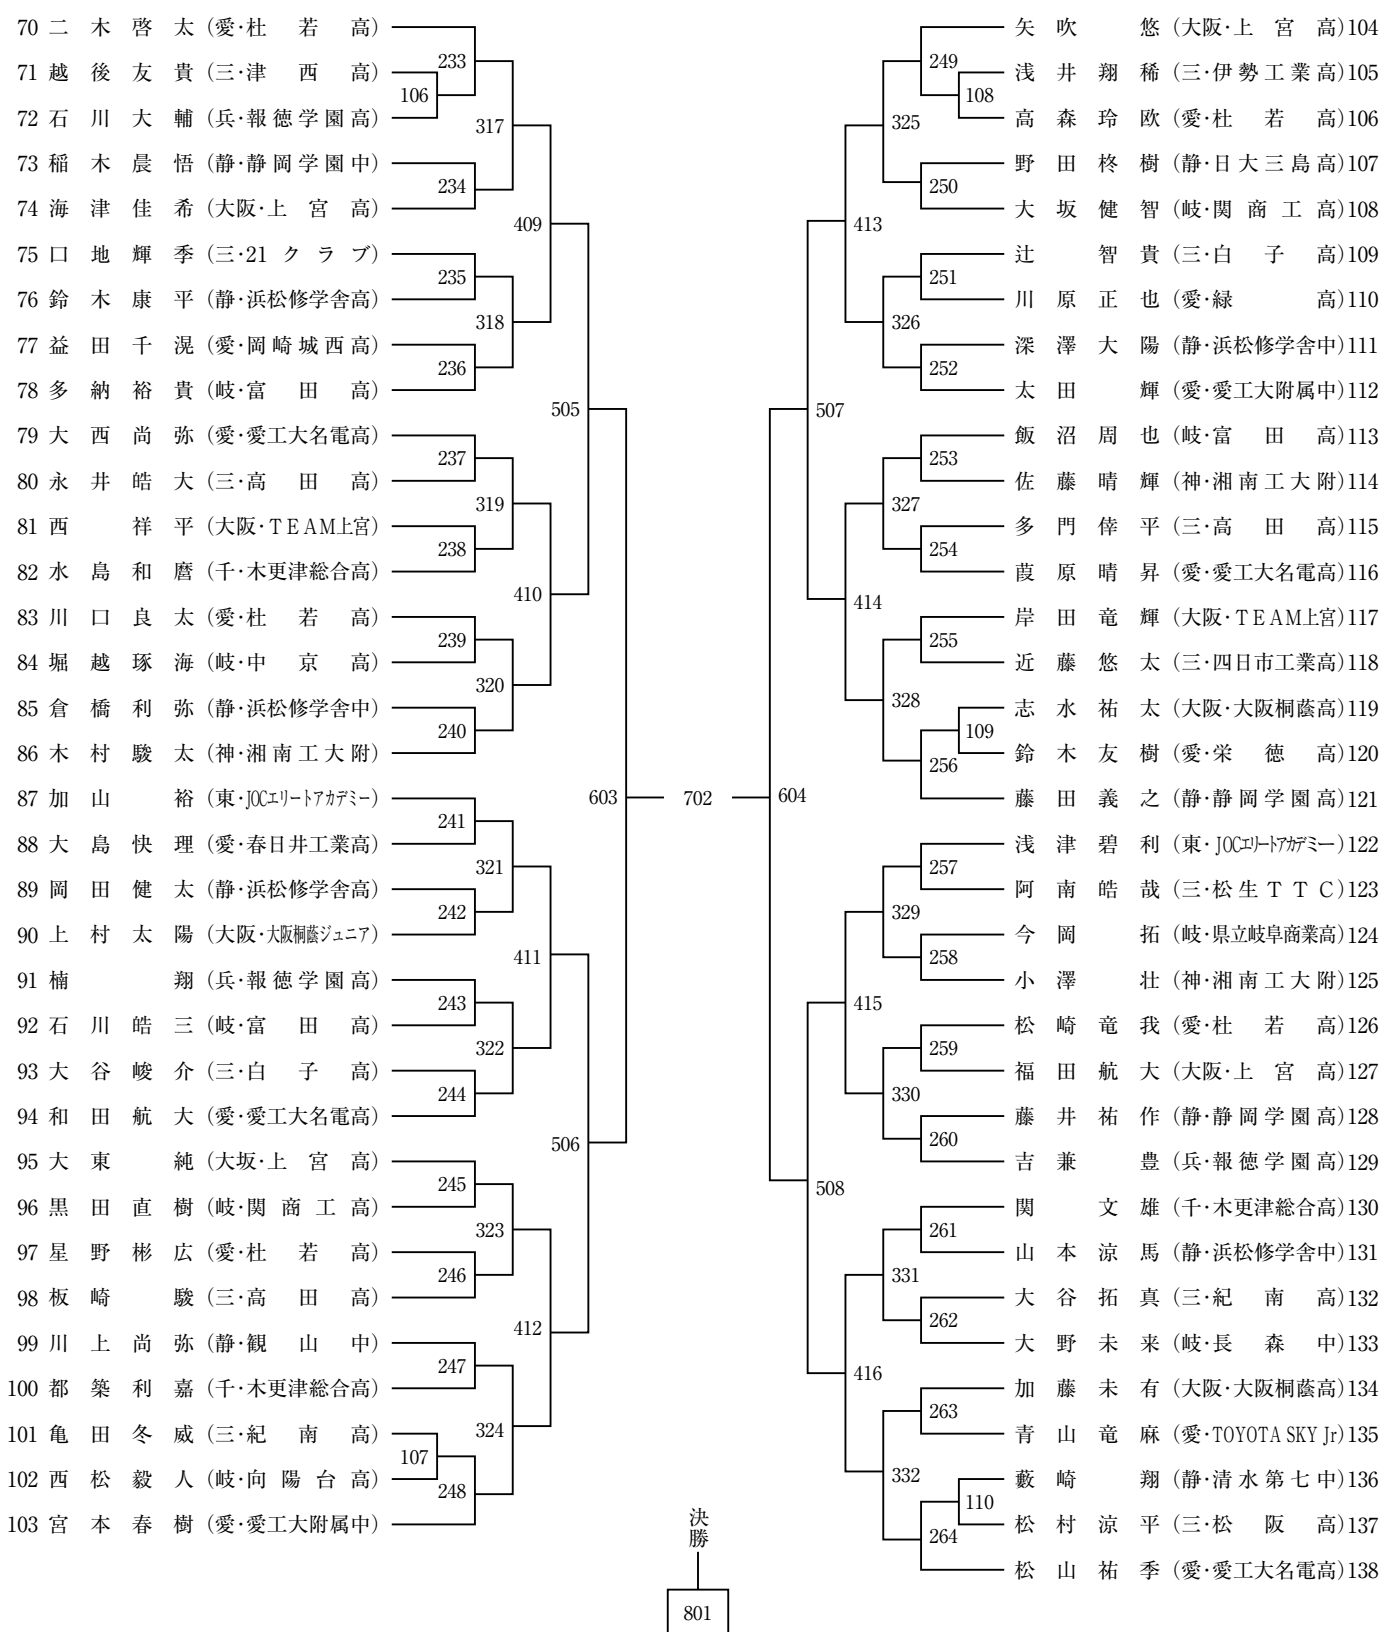 70 二木啓太 (愛・杜若高)
71 越後友貴 (三・津西高)
72 石川大輔 (兵・報徳学園高)
73 稲木晨悟 (静・静岡学園中)
74 海津佳希 (大阪・上宮高)
75 口地輝季 (三・21クラブ)
76 鈴木康平 (静・浜松修学舎高)
77 益田千滉 (愛・岡崎城西高)
78 多納裕貴 (岐・富田高)
79 大西尚弥 (愛・愛工大名電高)
80 永井皓大 (三・高田高)
81 西祥平 (大阪・TEAM上宮)
82 水島和麿 (千・木更津総合高)
83 川口良太 (愛・杜若高)
84 堀越琢海 (岐・中京高)
85 倉橋利弥 (静・浜松修学舎中)
86 木村駿太 (神・湘南工大附)
87 加山裕 (東・JOCエリートアカデミー)
88 大島快理 (愛・春日井工業高)
89 岡田健太 (静・浜松修学舎高)
90 上村太陽 (大阪・大阪桐蔭ジュニア)
91 楠翔 (兵・報徳学園高)
92 石川皓三 (岐・富田高)
93 大谷峻介 (三・白子高)
94 和田航大 (愛・愛工大名電高)
95 大東純 (大坂・上宮高)
96 黒田直樹 (岐・関商工高)
97 星野彬広 (愛・杜若高)
98 板崎駿 (三・高田高)
99 川上尚弥 (静・観山中)
100 都築利嘉 (千・木更津総合高)
101 亀田冬威 (三・紀南高)
102 西松毅人 (岐・向陽台高)
103 宮本春樹 (愛・愛工大附属中)
106
107
233
234
235
236
237
238
239
240
241
242
243
244
245
246
247
248
317
318
319
320
321
322
323
324
409
410
411
412
505
506
603
702
604
507
508
413
414
415
416
325
326
327
328
329
330
331
332
249
250
251
252
253
254
255
256
257
258
259
260
261
262
263
264
108
109
110
矢吹悠 (大阪・上宮高) 104
浅井翔稀 (三・伊勢工業高) 105
高森玲欧 (愛・杜若高) 106
野田柊樹 (静・日大三島高) 107
大坂健智 (岐・関商工高) 108
辻智貴 (三・白子高) 109
川原正也 (愛・緑高) 110
深澤大陽 (静・浜松修学舎中) 111
太田輝 (愛・愛工大附属中) 112
飯沼周也 (岐・富田高) 113
佐藤晴輝 (神・湘南工大附) 114
多門倖平 (三・高田高) 115
葭原晴昇 (愛・愛工大名電高) 116
岸田竜輝 (大阪・TEAM上宮) 117
近藤悠太 (三・四日市工業高) 118
志水祐太 (大阪・大阪桐蔭高) 119
鈴木友樹 (愛・栄徳高) 120
藤田義之 (静・静岡学園高) 121
浅津碧利 (東・JOCエリートアカデミー) 122
阿南皓哉 (三・松生TTC) 123
今岡拓 (岐・県立岐阜商業高) 124
小澤壮 (神・湘南工大附) 125
松崎竜我 (愛・杜若高) 126
福田航大 (大阪・上宮高) 127
藤井祐作 (静・静岡学園高) 128
吉兼豊 (兵・報徳学園高) 129
関文雄 (千・木更津総合高) 130
山本涼馬 (静・浜松修学舎中) 131
大谷拓真 (三・紀南高) 132
大野未来 (岐・長森中) 133
加藤未有 (大阪・大阪桐蔭高) 134
青山竜麻 (愛・TOYOTA SKY Jr) 135
藪崎翔 (静・清水第七中) 136
松村涼平 (三・松阪高) 137
松山祐季 (愛・愛工大名電高) 138
決勝
801